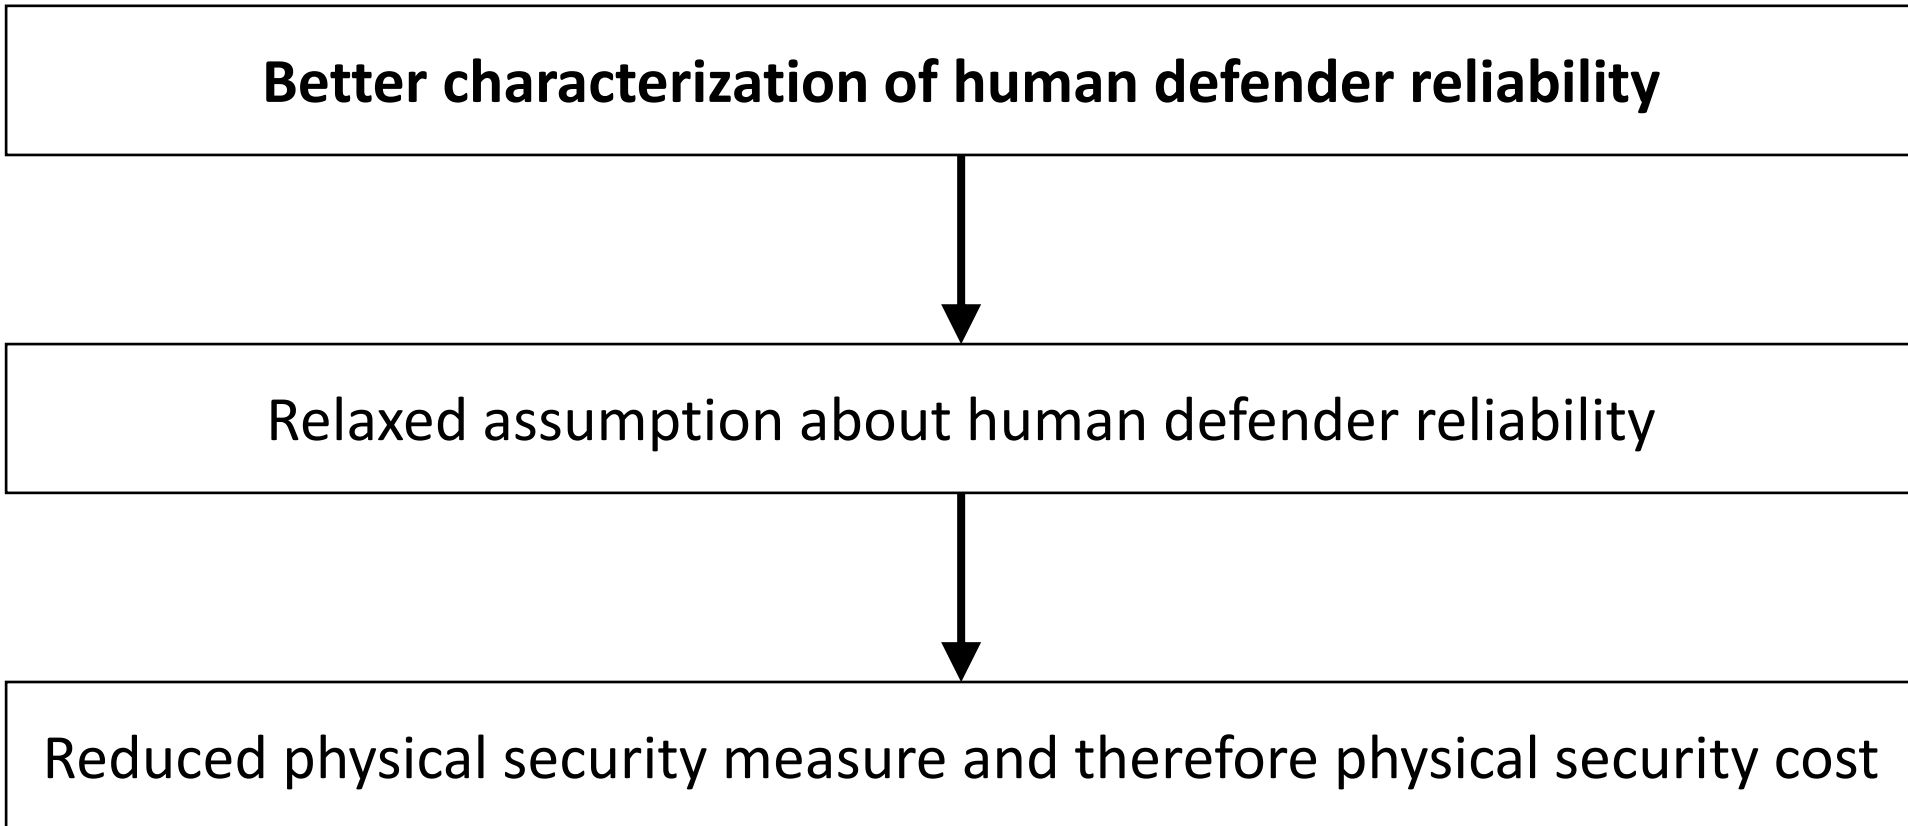 Better characterization of human defender reliability
Relaxed assumption about human defender reliability
Reduced physical security measure and therefore physical security cost